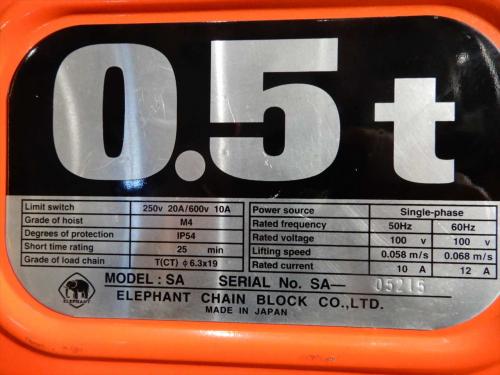 0.5 t
Limit switch 250v 20A/600v 10A
Grade of hoist M4
Degrees of protection IP54
Short time rating 25 min
Grade of load chain T(CT) φ6.3x19
Power source Single-phase
Rated frequency 50Hz 60Hz
Rated voltage 100 v 100 v
Lifting speed 0.058 m/s 0.068 m/s
Rated current 10 A 12 A
ELEPHANT
MODEL : SA SERIAL No. SA— 05215
ELEPHANT CHAIN BLOCK CO.,LTD.
MADE IN JAPAN